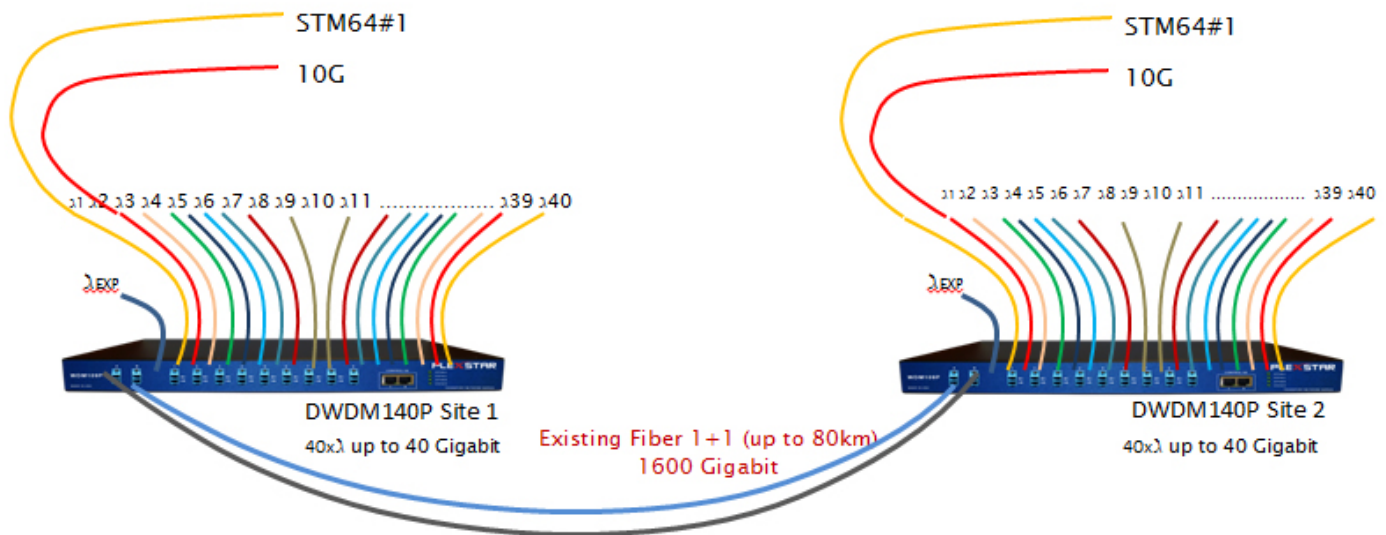 STM64#1
10G
λ1 λ2 λ3 λ4 λ5 λ6 λ7 λ8 λ9 λ10 λ11 .................. λ39 λ40
λEXP
PLEXSTAR
DWDM140P Site 1
40xλ up to 40 Gigabit
Existing Fiber 1+1 (up to 80km)
1600 Gigabit
STM64#1
10G
λ1 λ2 λ3 λ4 λ5 λ6 λ7 λ8 λ9 λ10 λ11 .................. λ39 λ40
λEXP
PLEXSTAR
DWDM140P Site 2
40xλ up to 40 Gigabit